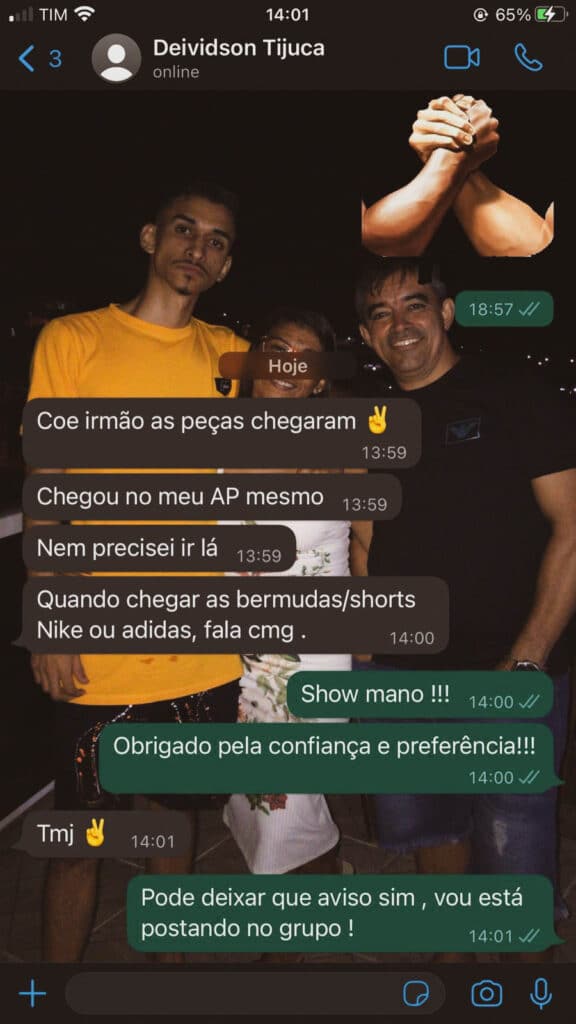 TIM 14:01 65%
3 Deividson Tijuca
online
18:57
Hoje
Coe irmão as peças chegaram ✌️
13:59
Chegou no meu AP mesmo 13:59
Nem precisei ir lá 13:59
Quando chegar as bermudas/shorts
Nike ou adidas, fala cmg .
14:00
Show mano !!! 14:00
Obrigado pela confiança e preferência!!!
14:00
Tmj ✌️ 14:01
Pode deixar que aviso sim , vou está
postando no grupo !
14:01